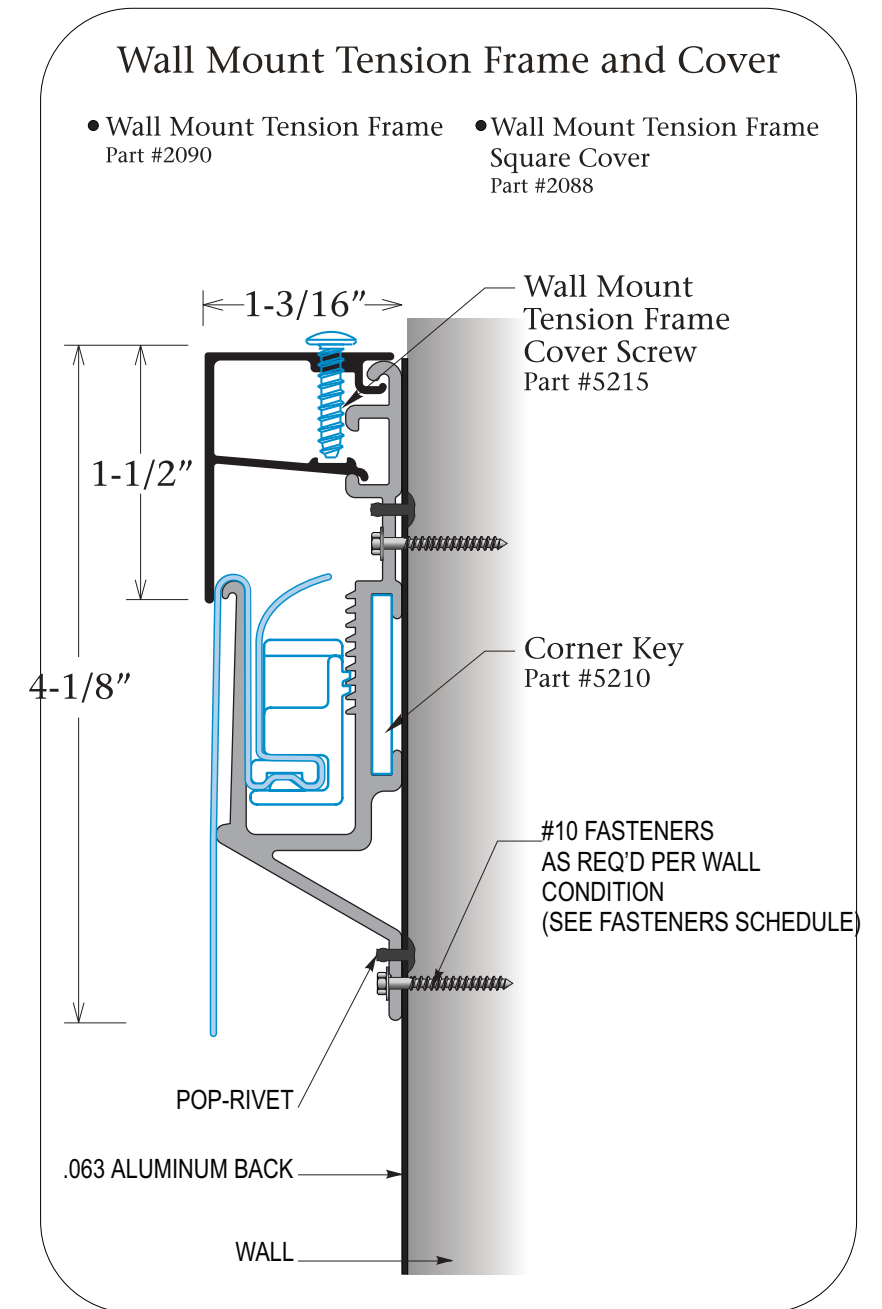 Wall Mount Tension Frame and Cover
• Wall Mount Tension Frame
Part #2090
• Wall Mount Tension Frame
Square Cover
Part #2088
1-3/16”
Wall Mount
Tension Frame
Cover Screw
Part #5215
1-1/2”
Corner Key
Part #5210
4-1/8”
#10 FASTENERS
AS REQ’D PER WALL
CONDITION
(SEE FASTENERS SCHEDULE)
POP-RIVET
.063 ALUMINUM BACK
WALL